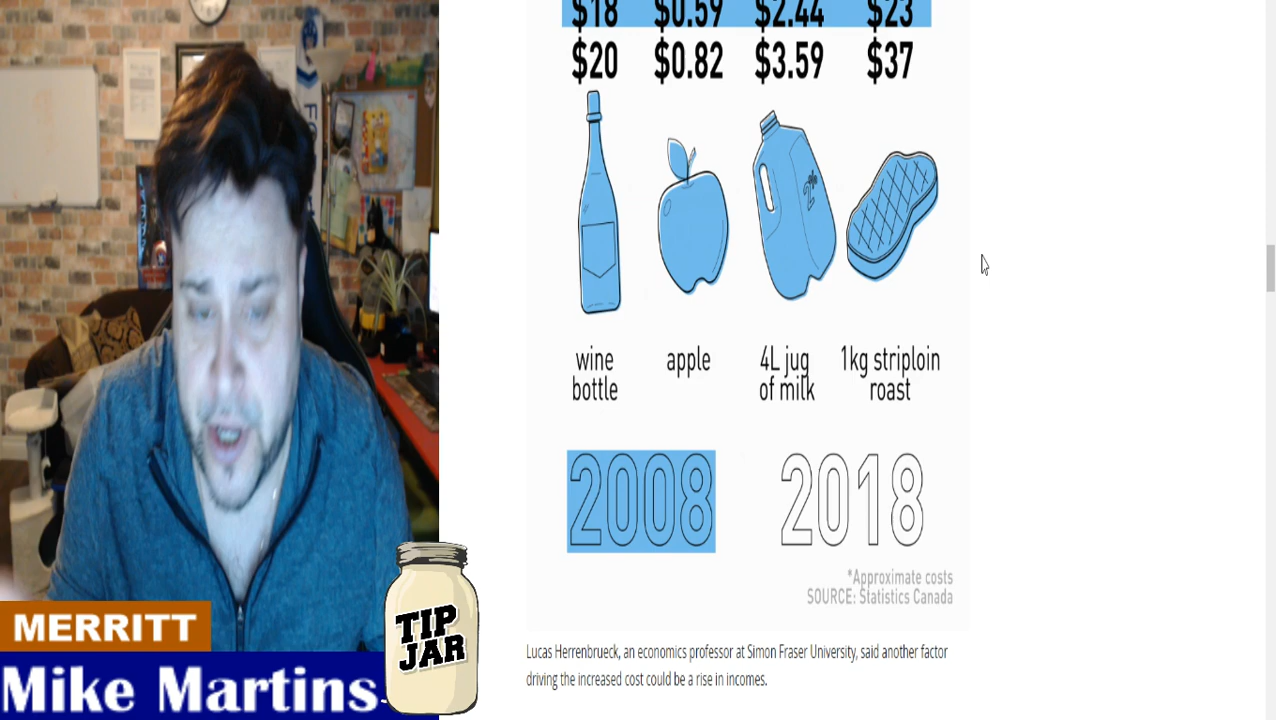 $18 $0.59 $2.44 $23
$20 $0.82 $3.59 $37
2%
wine apple 4L jug 1kg striploin
bottle of milk roast
2008 2018
*Approximate costs
SOURCE: Statistics Canada
Lucas Herrenbrueck, an economics professor at Simon Fraser University, said another factor
driving the increased cost could be a rise in incomes.
MERRITT
Mike Martins
TIP
JAR